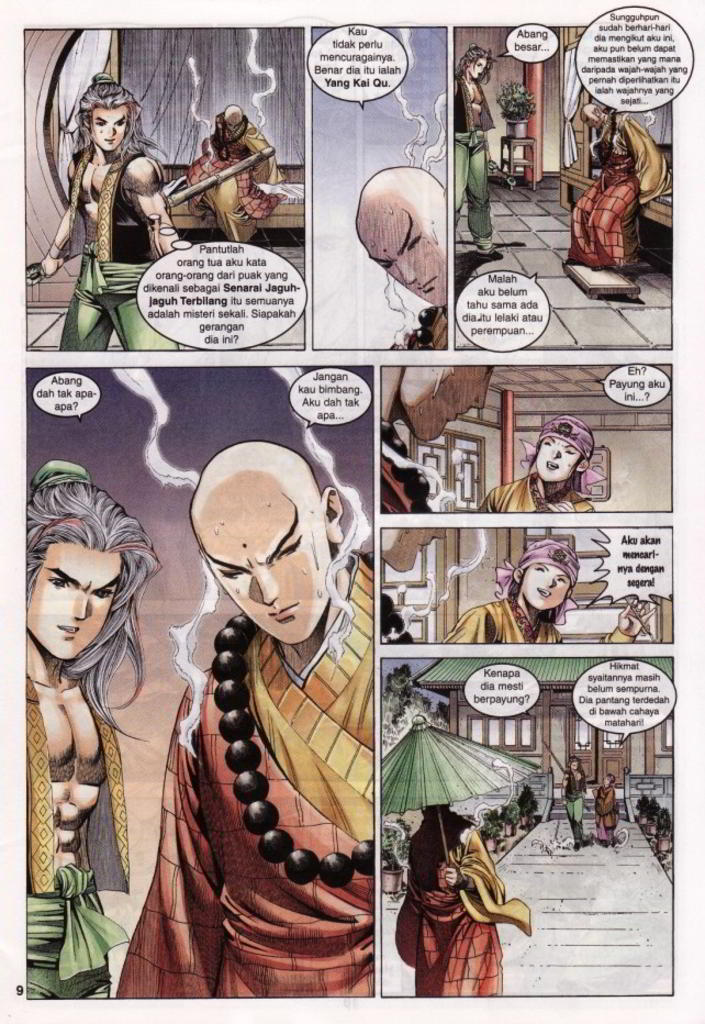 Pantutlah
orang tua aku kata
orang-orang dari puak yang
dikenali sebagai Senarai Jaguh-
jaguh Terbilang itu semuanya
adalah misteri sekali. Siapakah
gerangan
dia ini?
Kau
tidak perlu
mencuragainya.
Benar dia itu ialah
Yang Kai Qu.
Abang
besar...
Sungguhpun
sudah berhari-hari
dia mengikut aku ini,
aku pun belum dapat
memastikan yang mana
daripada wajah-wajah yang
pernah diperlihatkan itu
ialah wajahnya yang
sejati...
Malah
aku belum
tahu sama ada
dia itu lelaki atau
perempuan...
Abang
dah tak apa-
apa?
Jangan
kau bimbang.
Aku dah tak
apa...
Eh?
Payung aku
ini...?
Aku akan
mencari-
nya dengan
segera!
Kenapa
dia mesti
berpayung?
Hikmat
syaitannya masih
belum sempurna.
Dia pantang terdedah
di bawah cahaya
matahari!
9